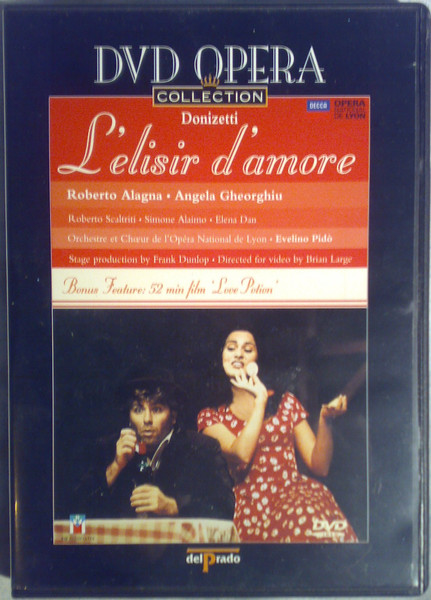 DVD OPERA
COLLECTION
Donizetti
DECCA
OPERA
DE LYON
L'elisir d'amore
Roberto Alagna · Angela Gheorghiu
Roberto Scaltriti · Simone Alaimo · Elena Dan
Orchestre et Chœur de l'Opéra National de Lyon · Evelino Pidò
Stage production by Frank Dunlop · Directed for video by Brian Large
Bonus Feature: 52 min film 'Love Potion'
DVD
del Prado